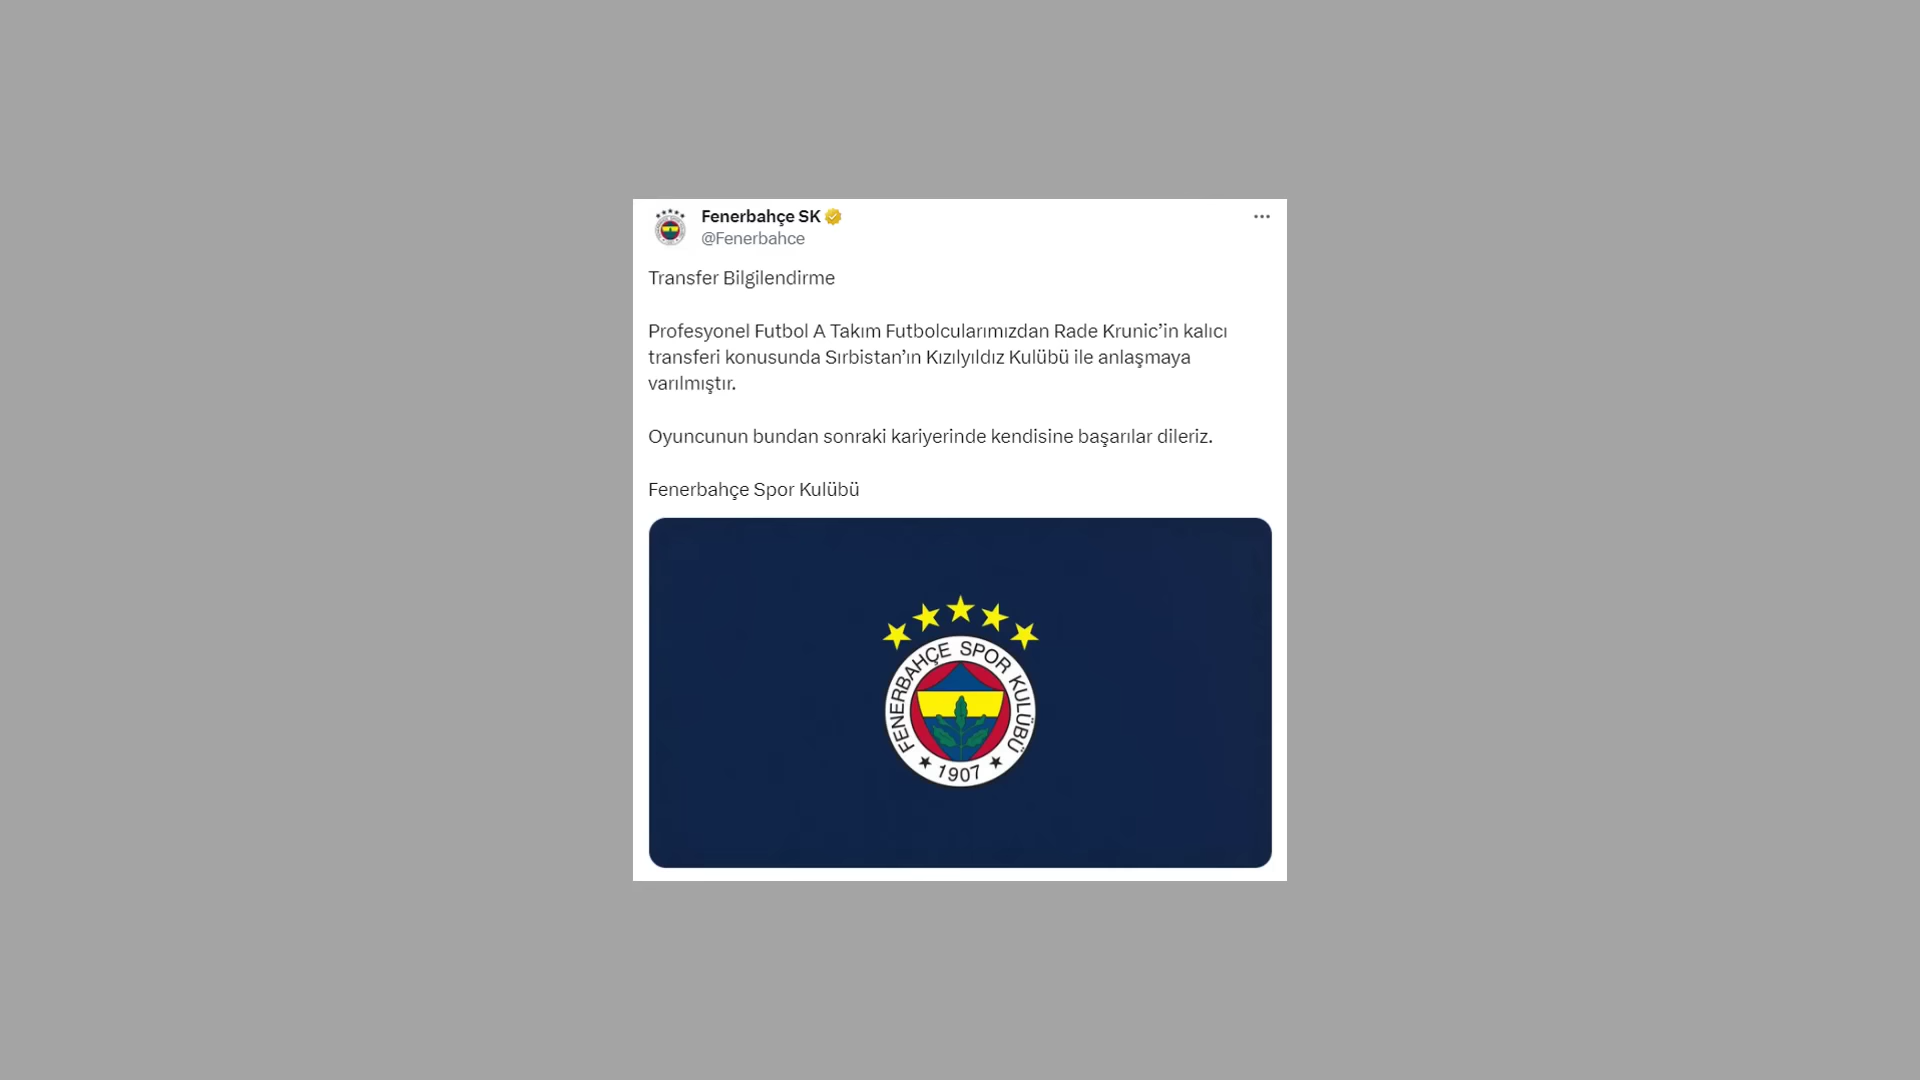 Fenerbahçe SK
@Fenerbahce
Transfer Bilgilendirme
Profesyonel Futbol A Takım Futbolcularımızdan Rade Krunic’in kalıcı
transferi konusunda Sırbistan’ın Kızılyıldız Kulübü ile anlaşmaya
varılmıştır.
Oyuncunun bundan sonraki kariyerinde kendisine başarılar dileriz.
Fenerbahçe Spor Kulübü
FENERBAHÇE SPOR KULÜBÜ
1907